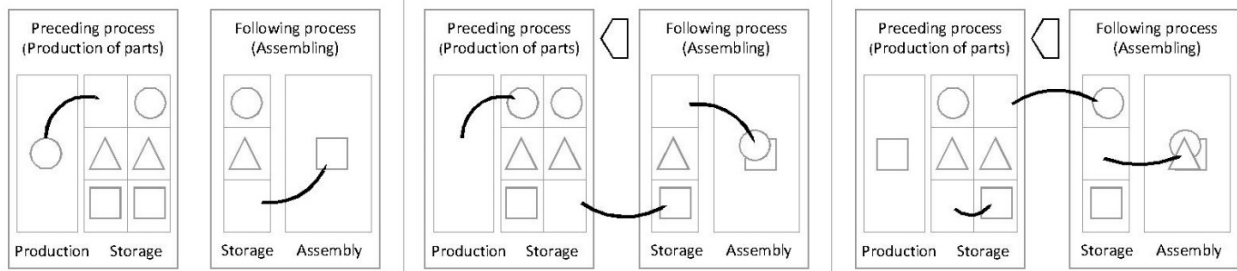 Preceding process
(Production of parts)
Production Storage
Following process
(Assembling)
Storage Assembly
Preceding process
(Production of parts)
Production Storage
Following process
(Assembling)
Storage Assembly
Preceding process
(Production of parts)
Production Storage
Following process
(Assembling)
Storage Assembly